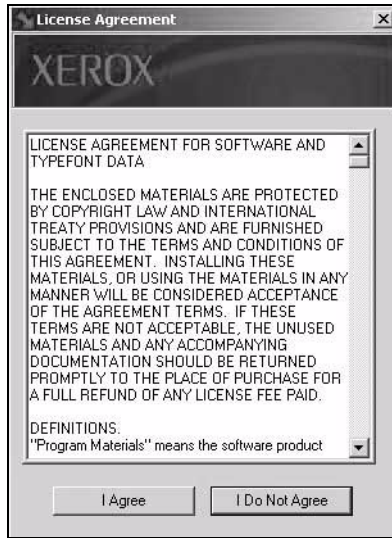 License Agreement
XEROX
LICENSE AGREEMENT FOR SOFTWARE AND
TYPEFONT DATA
THE ENCLOSED MATERIALS ARE PROTECTED
BY COPYRIGHT LAW AND INTERNATIONAL
TREATY PROVISIONS AND ARE FURNISHED
SUBJECT TO THE TERMS AND CONDITIONS OF
THIS AGREEMENT. INSTALLING THESE
MATERIALS, OR USING THE MATERIALS IN ANY
MANNER WILL BE CONSIDERED ACCEPTANCE
OF THE AGREEMENT TERMS. IF THESE
TERMS ARE NOT ACCEPTABLE, THE UNUSED
MATERIALS AND ANY ACCOMPANYING
DOCUMENTATION SHOULD BE RETURNED
PROMPTLY TO THE PLACE OF PURCHASE FOR
A FULL REFUND OF ANY LICENSE FEE PAID.
DEFINITIONS.
"Program Materials" means the software product
I Agree
I Do Not Agree